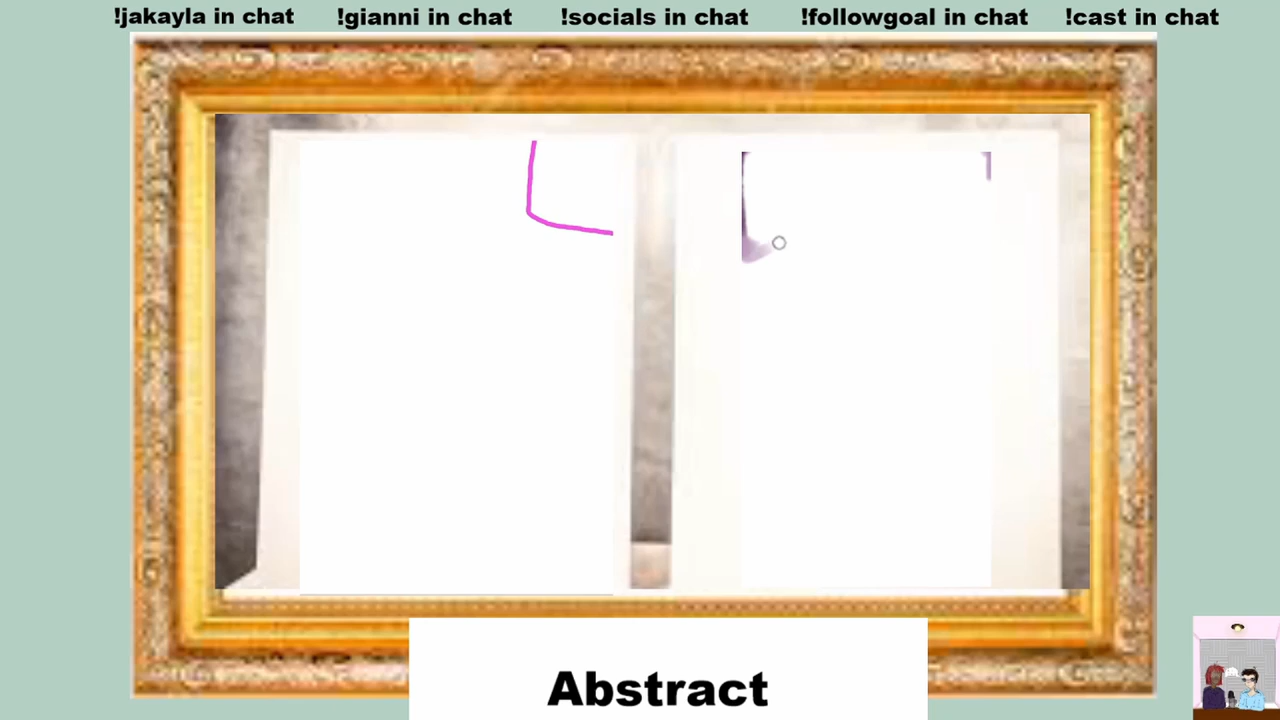 !jakayla in chat !gianni in chat !socials in chat !followgoal in chat !cast in chat
Abstract